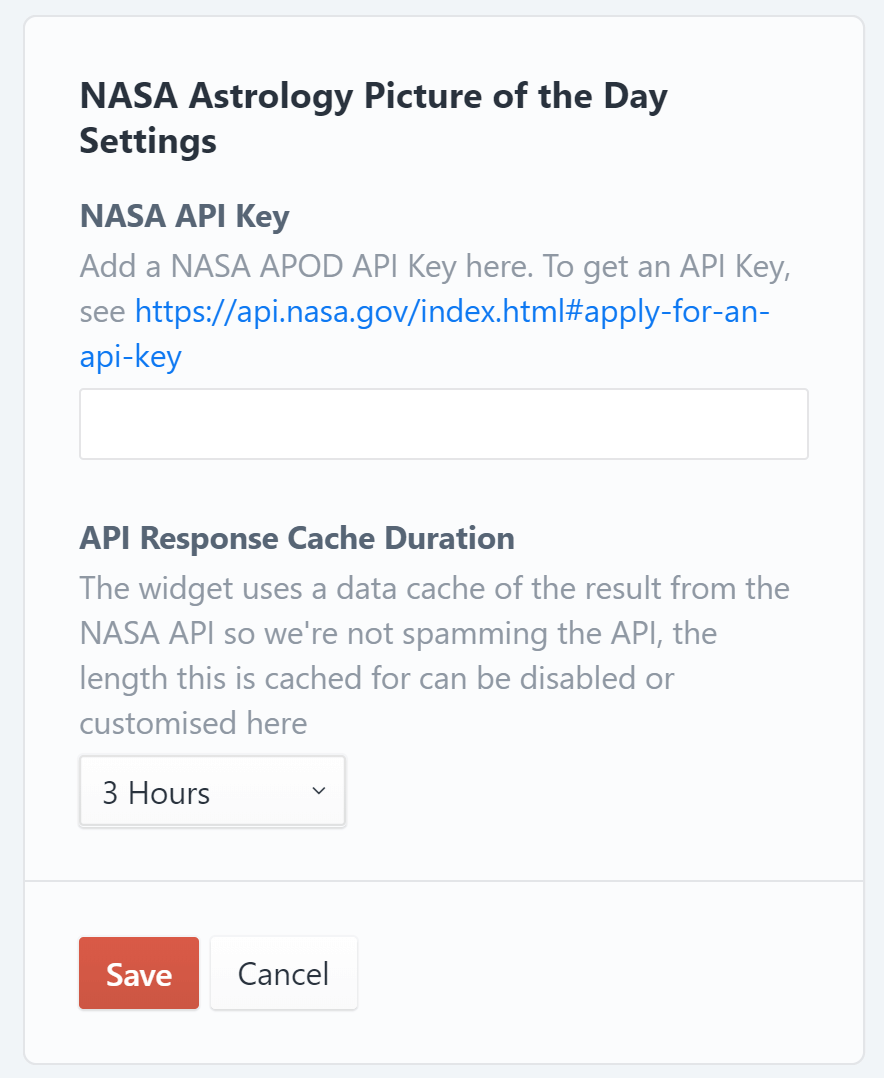 NASA Astrology Picture of the Day
Settings
NASA API Key
Add a NASA APOD API Key here. To get an API Key,
see https://api.nasa.gov/index.html#apply-for-an-
api-key
API Response Cache Duration
The widget uses a data cache of the result from the
NASA API so we're not spamming the API, the
length this is cached for can be disabled or
customised here
3 Hours
Save Cancel